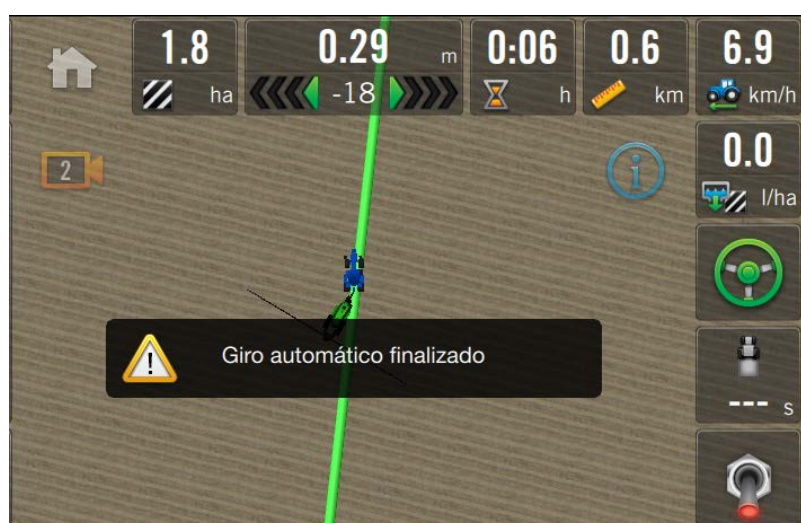 1.8
ha
0.29 m
-18
0:06
h
0.6
km
6.9
km/h
2
i
0.0
l/ha
Giro automático finalizado
--- s